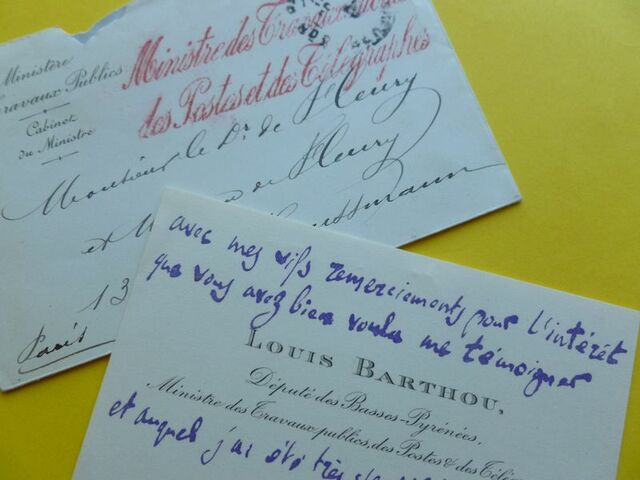 Ministère
Travaux Publics
Cabinet
du Ministre
Ministre des Travaux
des Postes et des Télégraphes
Monsieur le Dr. de Fleury
et de Fleury
13
Paris
avec mes vifs remerciements pour l'intérêt
que vous avez bien voulu me témoigner
LOUIS BARTHOU,
Député des Basses-Pyrénées,
Ministre des Travaux publics, des Postes & des Télé
et auquel j'ai été très